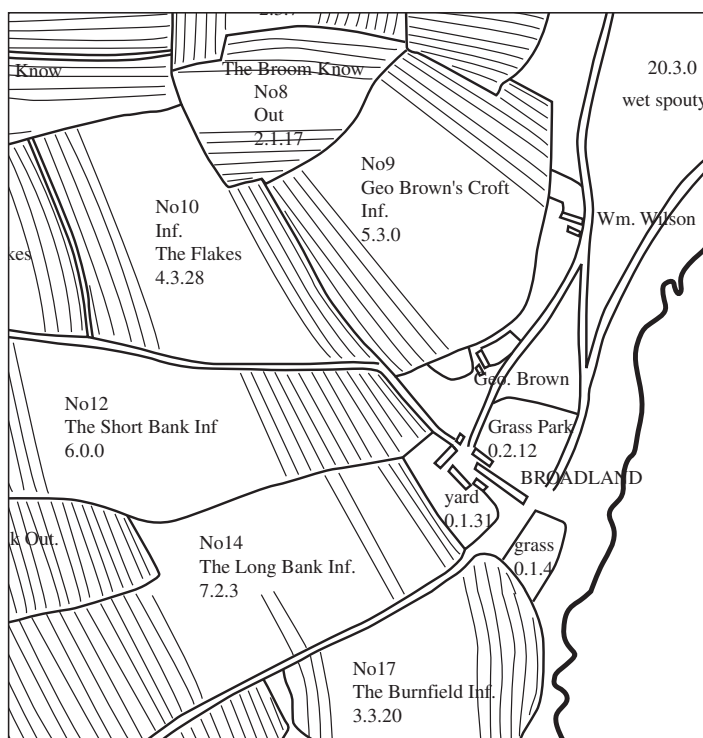 Know
The Broom Know
No8
Out
2.1.17
20.3.0
wet spouty
No9
Geo Brown's Croft
Inf.
5.3.0
No10
Inf.
The Flakes
4.3.28
Wm. Wilson
kes
Geo. Brown
No12
The Short Bank Inf
6.0.0
Grass Park
0.2.12
BROADLAND
yard
0.1.31
k Out.
No14
The Long Bank Inf.
7.2.3
grass
0.1.4
No17
The Burnfield Inf.
3.3.20